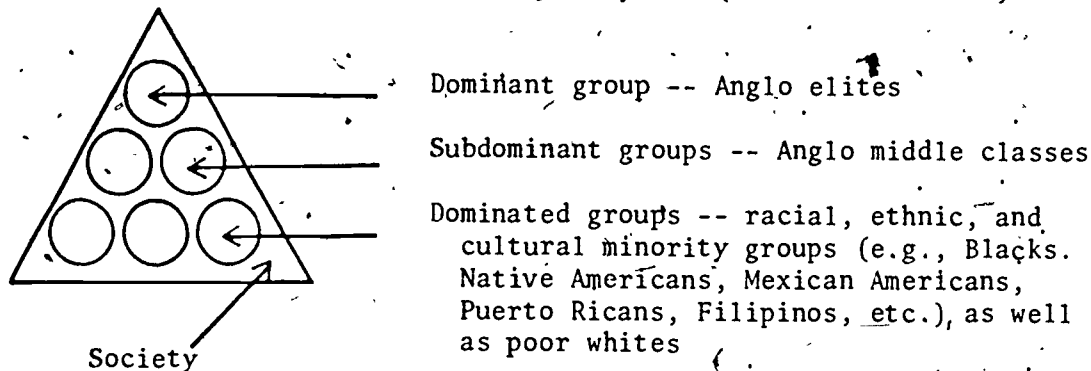 Dominant group -- Anglo elites
Subdominant groups -- Anglo middle classes
Dominated groups -- racial, ethnic, and
cultural minority groups (e.g., Blacks.
Native Americans, Mexican Americans,
Puerto Ricans, Filipinos, etc.), as well
as poor whites
Society